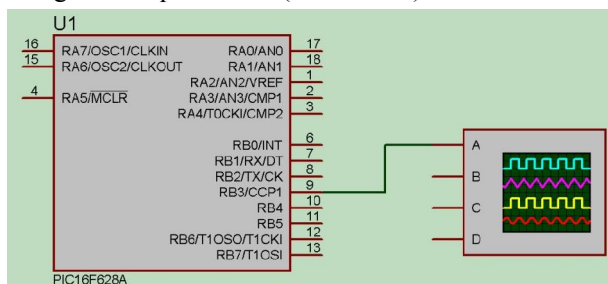 U1
16 RA7/OSC1/CLKIN RA0/AN0 17
15 RA6/OSC2/CLKOUT RA1/AN1 18
RA2/AN2/VREF 1
4 RA5/MCLR RA3/AN3/CMP1 2
RA4/T0CKI/CMP2 3
RB0/INT 6
RB1/RX/DT 7
RB2/TX/CK 8
RB3/CCP1 9
RB4 10
RB5 11
RB6/T1OSO/T1CKI 12
RB7/T1OSI 13
PIC16F628A
A
B
C
D